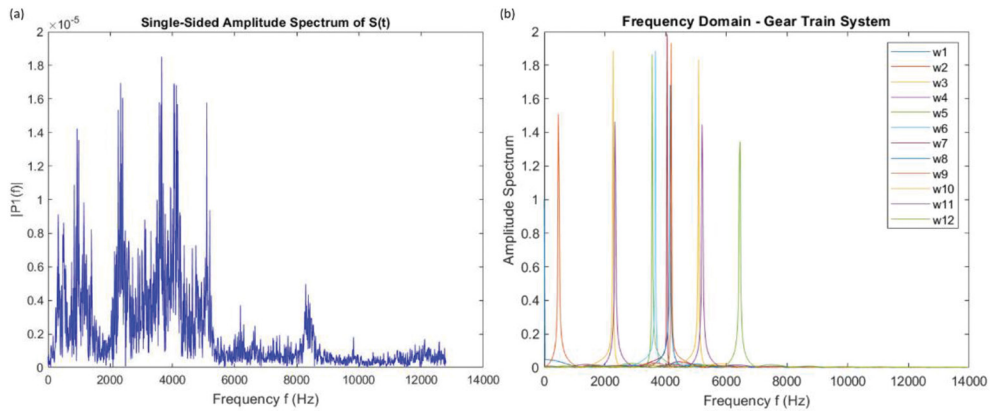 (a)
Single-Sided Amplitude Spectrum of S(t)
×10^-5
2
1.8
1.6
1.4
1.2
1
0.8
0.6
0.4
0.2
0
|P1(f)|
0 2000 4000 6000 8000 10000 12000 14000
Frequency f (Hz)
(b)
Frequency Domain - Gear Train System
2
1.8
1.6
1.4
1.2
1
0.8
0.6
0.4
0.2
0
Amplitude Spectrum
w1
w2
w3
w4
w5
w6
w7
w8
w9
w10
w11
w12
0 2000 4000 6000 8000 10000 12000 14000
Frequency f (Hz)